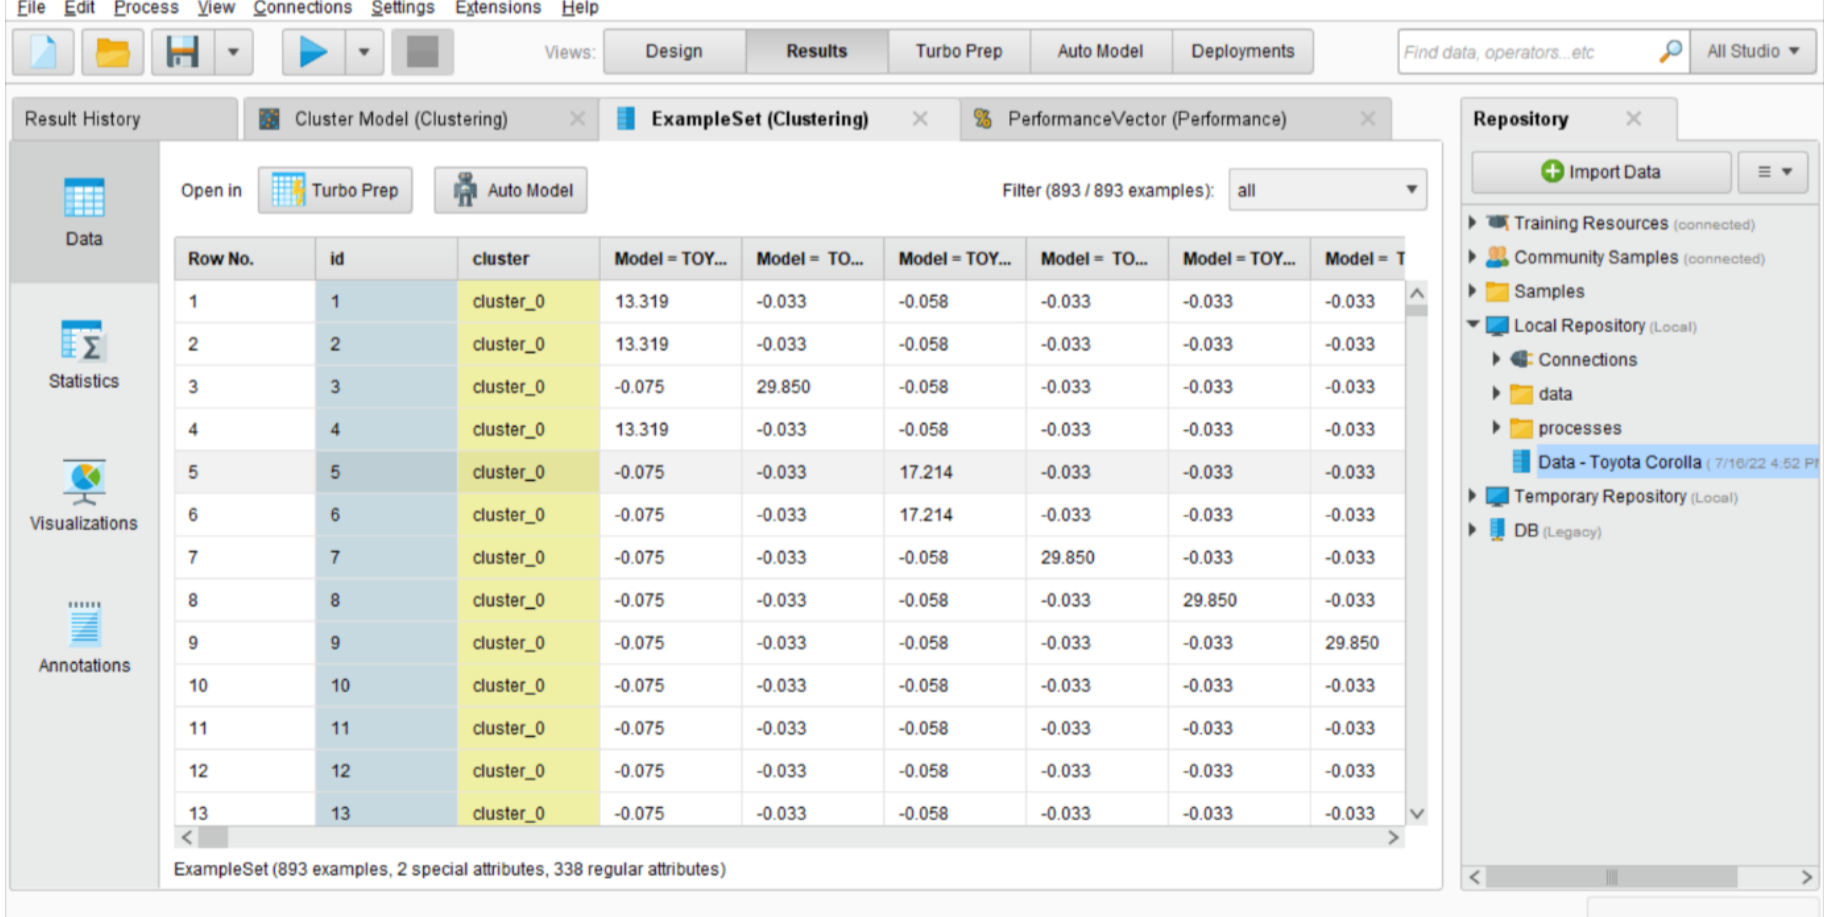 File Edit Process View Connections Settings Extensions Help
Views: Design Results Turbo Prep Auto Model Deployments Find data, operators...etc All Studio
Result History Cluster Model (Clustering) ExampleSet (Clustering) PerformanceVector (Performance) Repository
Open in Turbo Prep Auto Model Filter (893 / 893 examples): all
Data
Statistics
Visualizations
Annotations
Row No. id cluster Model = TOY... Model = TO... Model = TOY... Model = TO... Model = TOY... Model = T
1 1 cluster_0 13.319 -0.033 -0.058 -0.033 -0.033 -0.033
2 2 cluster_0 13.319 -0.033 -0.058 -0.033 -0.033 -0.033
3 3 cluster_0 -0.075 29.850 -0.058 -0.033 -0.033 -0.033
4 4 cluster_0 13.319 -0.033 -0.058 -0.033 -0.033 -0.033
5 5 cluster_0 -0.075 -0.033 17.214 -0.033 -0.033 -0.033
6 6 cluster_0 -0.075 -0.033 17.214 -0.033 -0.033 -0.033
7 7 cluster_0 -0.075 -0.033 -0.058 29.850 -0.033 -0.033
8 8 cluster_0 -0.075 -0.033 -0.058 -0.033 29.850 -0.033
9 9 cluster_0 -0.075 -0.033 -0.058 -0.033 -0.033 29.850
10 10 cluster_0 -0.075 -0.033 -0.058 -0.033 -0.033 -0.033
11 11 cluster_0 -0.075 -0.033 -0.058 -0.033 -0.033 -0.033
12 12 cluster_0 -0.075 -0.033 -0.058 -0.033 -0.033 -0.033
13 13 cluster_0 -0.075 -0.033 -0.058 -0.033 -0.033 -0.033
ExampleSet (893 examples, 2 special attributes, 338 regular attributes)
Import Data
Training Resources (connected)
Community Samples (connected)
Samples
Local Repository (Local)
Connections
data
processes
Data - Toyota Corolla ( 7/16/22 4:52 PM
Temporary Repository (Local)
DB (Legacy)